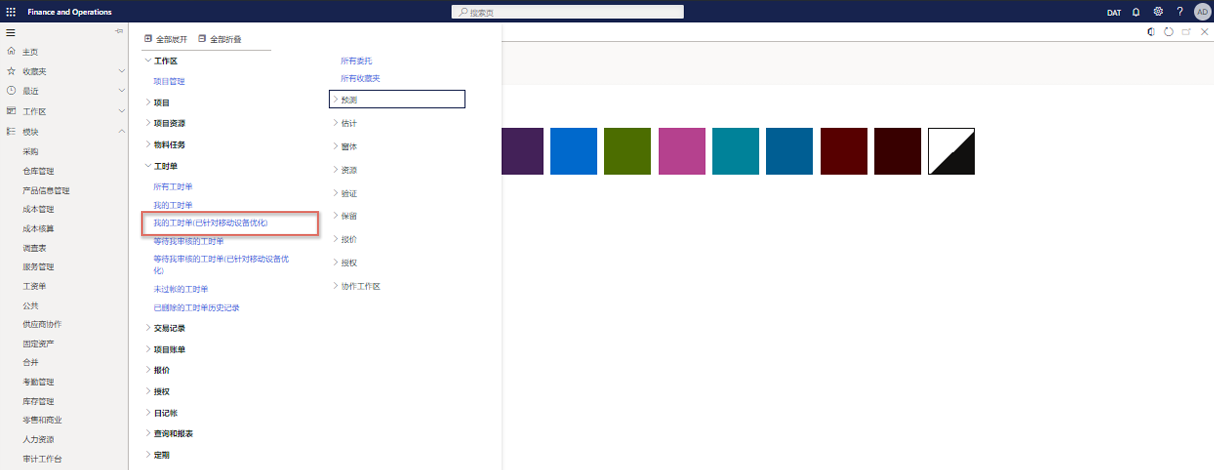 Finance and Operations
搜索页
DAT
?
AD
主页
收藏夹
最近
工作区
模块
采购
仓库管理
产品信息管理
成本管理
成本核算
调查表
服务管理
工资单
公共
供应商协作
固定资产
合并
考勤管理
库存管理
零售和商业
人力资源
审计工作台
全部展开
全部折叠
工作区
项目管理
项目
项目资源
物料任务
工时单
所有工时单
我的工时单
我的工时单(已针对移动设备优化)
等待我审核的工时单
等待我审核的工时单(已针对移动设备优
化)
未过帐的工时单
已删除的工时单历史记录
交易记录
项目账单
报价
授权
日记帐
查询和报表
定期
所有委托
所有收藏夹
预测
估计
窗体
资源
验证
保留
报价
授权
协作工作区